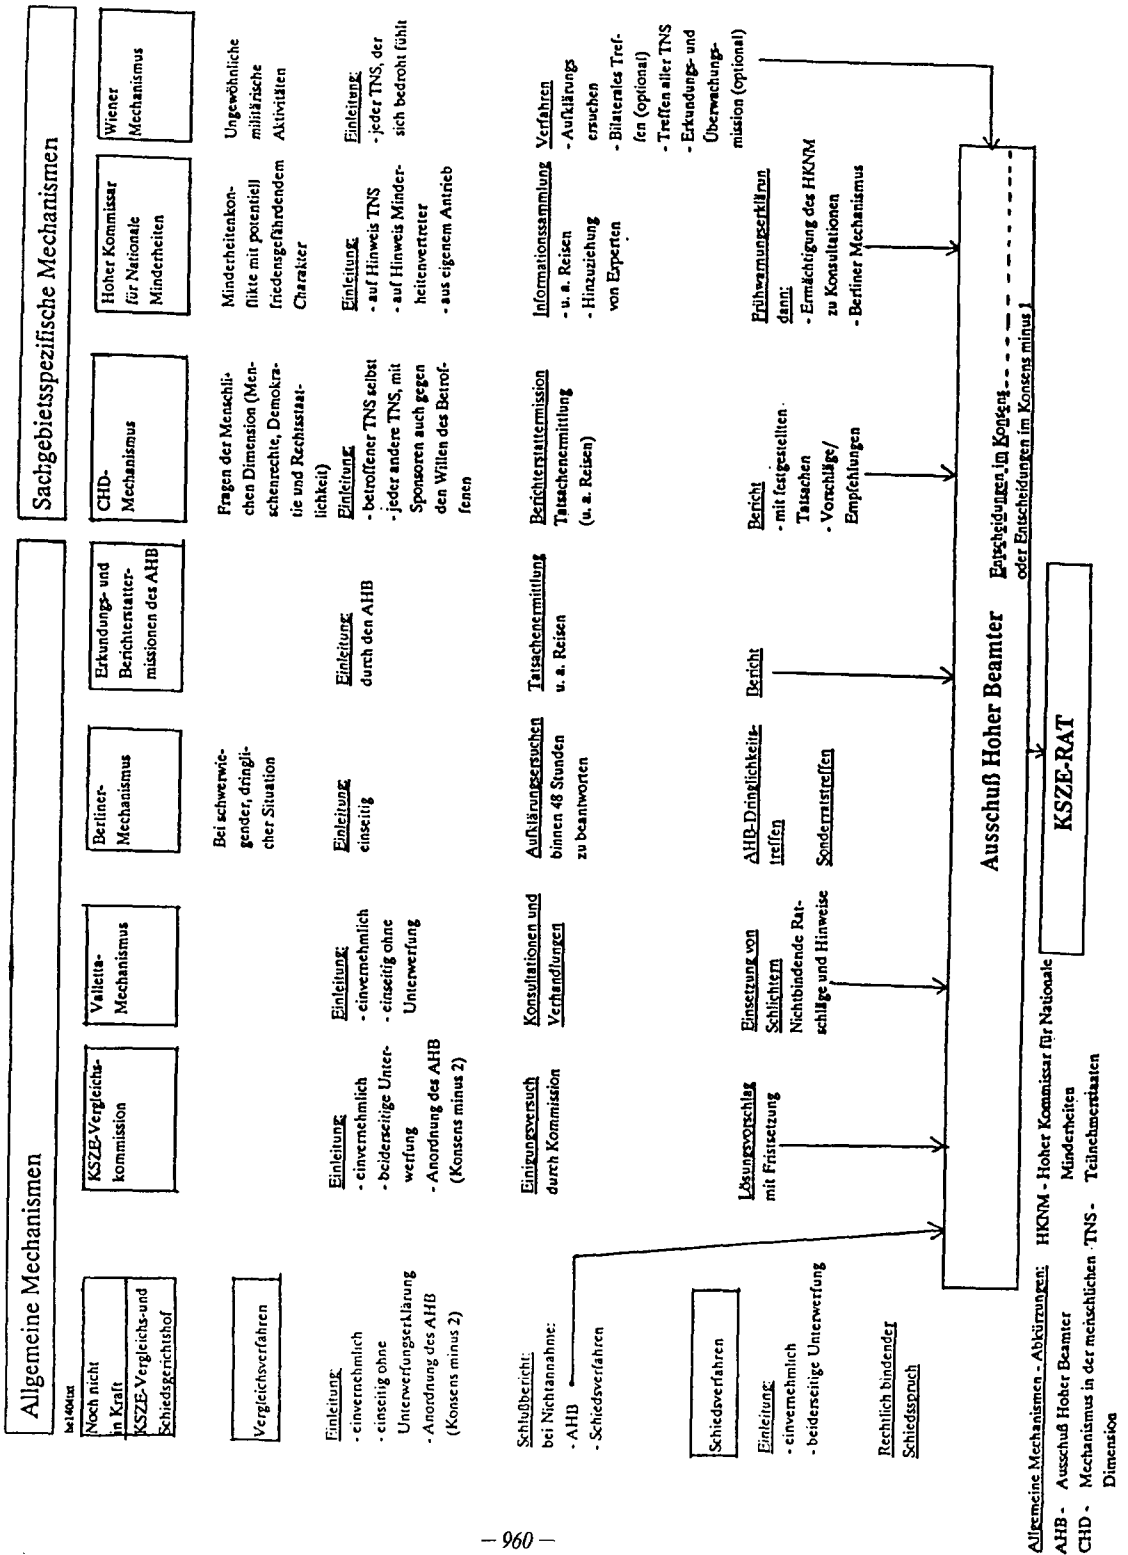 Allgemeine Mechanismen
Sachgebietsspezifische Mechanismen
Noch nicht
in Kraft
KSZE-Vergleichs-und
Schiedsgerichtshof
Vergleichsverfahren
Einleitung:
- einvernehmlich
- einseitig ohne
Unterwerfungserklärung
- Anordnung des AHB
(Konsens minus 2)
Schlußbericht:
bei Nichtannahme:
- AHB
- Schiedsverfahren
Schiedsverfahren
Einleitung:
- einvernehmlich
- beiderseitige Unterwerfung
Rechtlich bindender
Schiedsspruch
KSZE-Vergleichs-
kommission
Einleitung:
- einvernehmlich
- beiderseitige Unter-
werfung
- Anordnung des AHB
(Konsens minus 2)
Einigungsversuch
durch Kommission
Lösungsvorschlag
mit Fristsetzung
Valletta-
Mechanismus
Einleitung:
- einvernehmlich
- einseitig ohne
Unterwerfung
Konsultationen und
Verhandlungen
Einsetzung von
Schlichtern
Nichtbindende Rat-
schläge und Hinweise
Berliner-
Mechanismus
Bei schwerwie-
gender, dringli-
cher Situation
Einleitung:
einseitig
Aufklärungsersuchen
binnen 48 Stunden
zu beantworten
AHB-Dringlichkeits-
treffen
Sonderratstreffen
Erkundungs- und
Berichterstatter-
missionen des AHB
Einleitung:
durch den AHB
Tatsachenermittlung
u. a. Reisen
Bericht
CHD-
Mechanismus
Fragen der Menschli-
chen Dimension (Men-
schenrechte, Demokra-
tie und Rechtsstaat-
lichkeit)
Einleitung:
- betroffener TNS selbst
- jeder andere TNS, mit
Sponsoren auch gegen
den Willen des Betrof-
fenen
Berichterstattermission
Tatsachenermittlung
(u. a. Reisen)
Bericht
- mit festgestellten
Tatsachen
- Vorschläge/
Empfehlungen
Hoher Kommissar
für Nationale
Minderheiten
Minderheitenkon-
flikte mit potentiell
friedensgefährdendem
Charakter
Einleitung:
- auf Hinweis TNS
- auf Hinweis Minder-
heitenvertreter
- aus eigenem Antrieb
Informationssammlung
- u. a. Reisen
- Hinzuziehung
von Experten
Frühwarnungserklärun
dann:
- Ermächtigung des HKNM
zu Konsultationen
- Berliner Mechanismus
Wiener
Mechanismus
Ungewöhnliche
militärische
Aktivitäten
Einleitung:
- jeder TNS, der
sich bedroht fühlt
Verfahren
- Aufklärungs
ersuchen
- Bilaterales Tref-
fen (optional)
- Treffen aller TNS
- Erkundungs- und
Überwachungs-
mission (optional)
Ausschuß Hoher Beamter
Entscheidungen im Konsens
oder Entscheidungen im Konsens minus 1
KSZE-RAT
Allgemeine Mechanismen - Abkürzungen: HKNM - Hoher Kommissar für Nationale
Minderheiten
AHB - Ausschuß Hoher Beamter
CHD - Mechanismus in der menschlichen TNS - Teilnehmerstaaten
Dimension
- 960 -